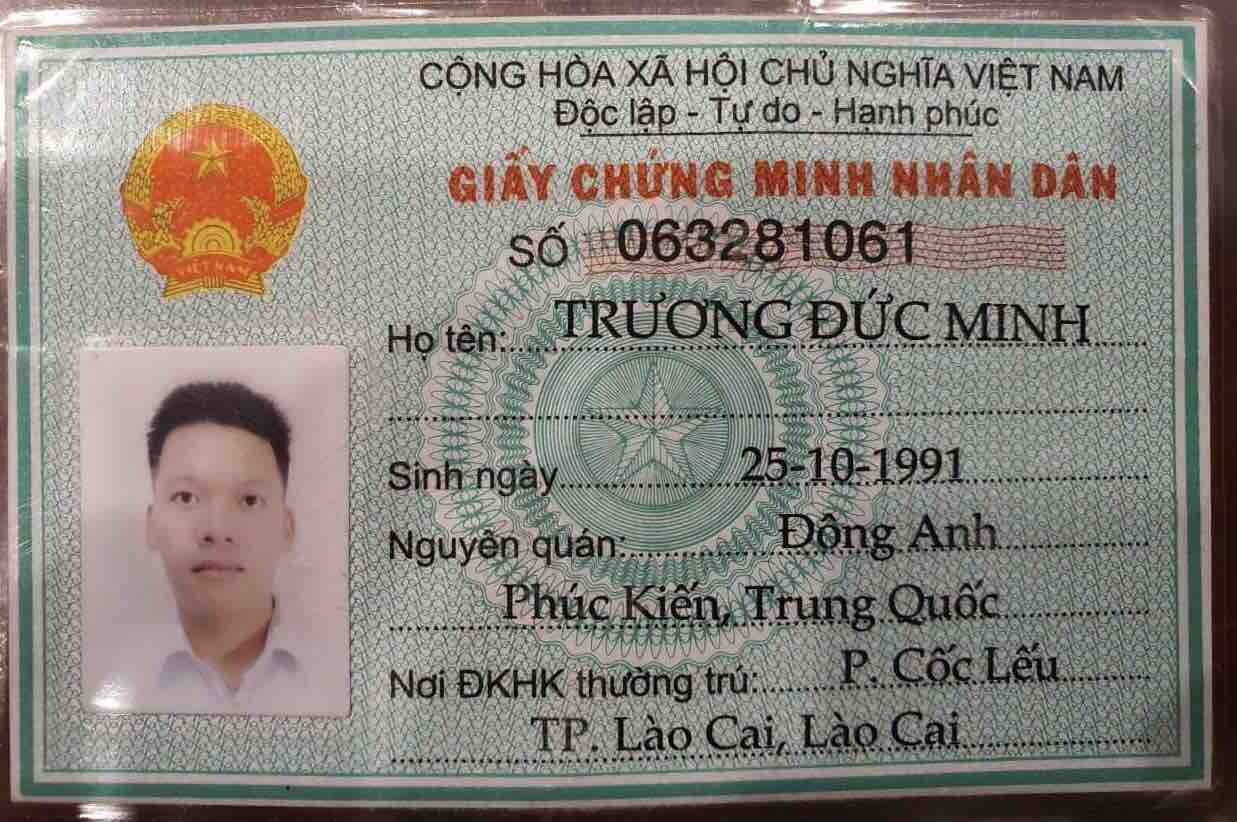 CỘNG HÒA XÃ HỘI CHỦ NGHĨA VIỆT NAM
Độc lập - Tự do - Hạnh phúc
GIẤY CHỨNG MINH NHÂN DÂN
SỐ 063281061
VIỆT NAM
Họ tên: TRƯƠNG ĐỨC MINH
Sinh ngày 25-10-1991
Nguyên quán: Đông Anh
Phúc Kiến, Trung Quốc
Nơi ĐKHK thường trú: P. Cốc Lếu
TP. Lào Cai, Lào Cai